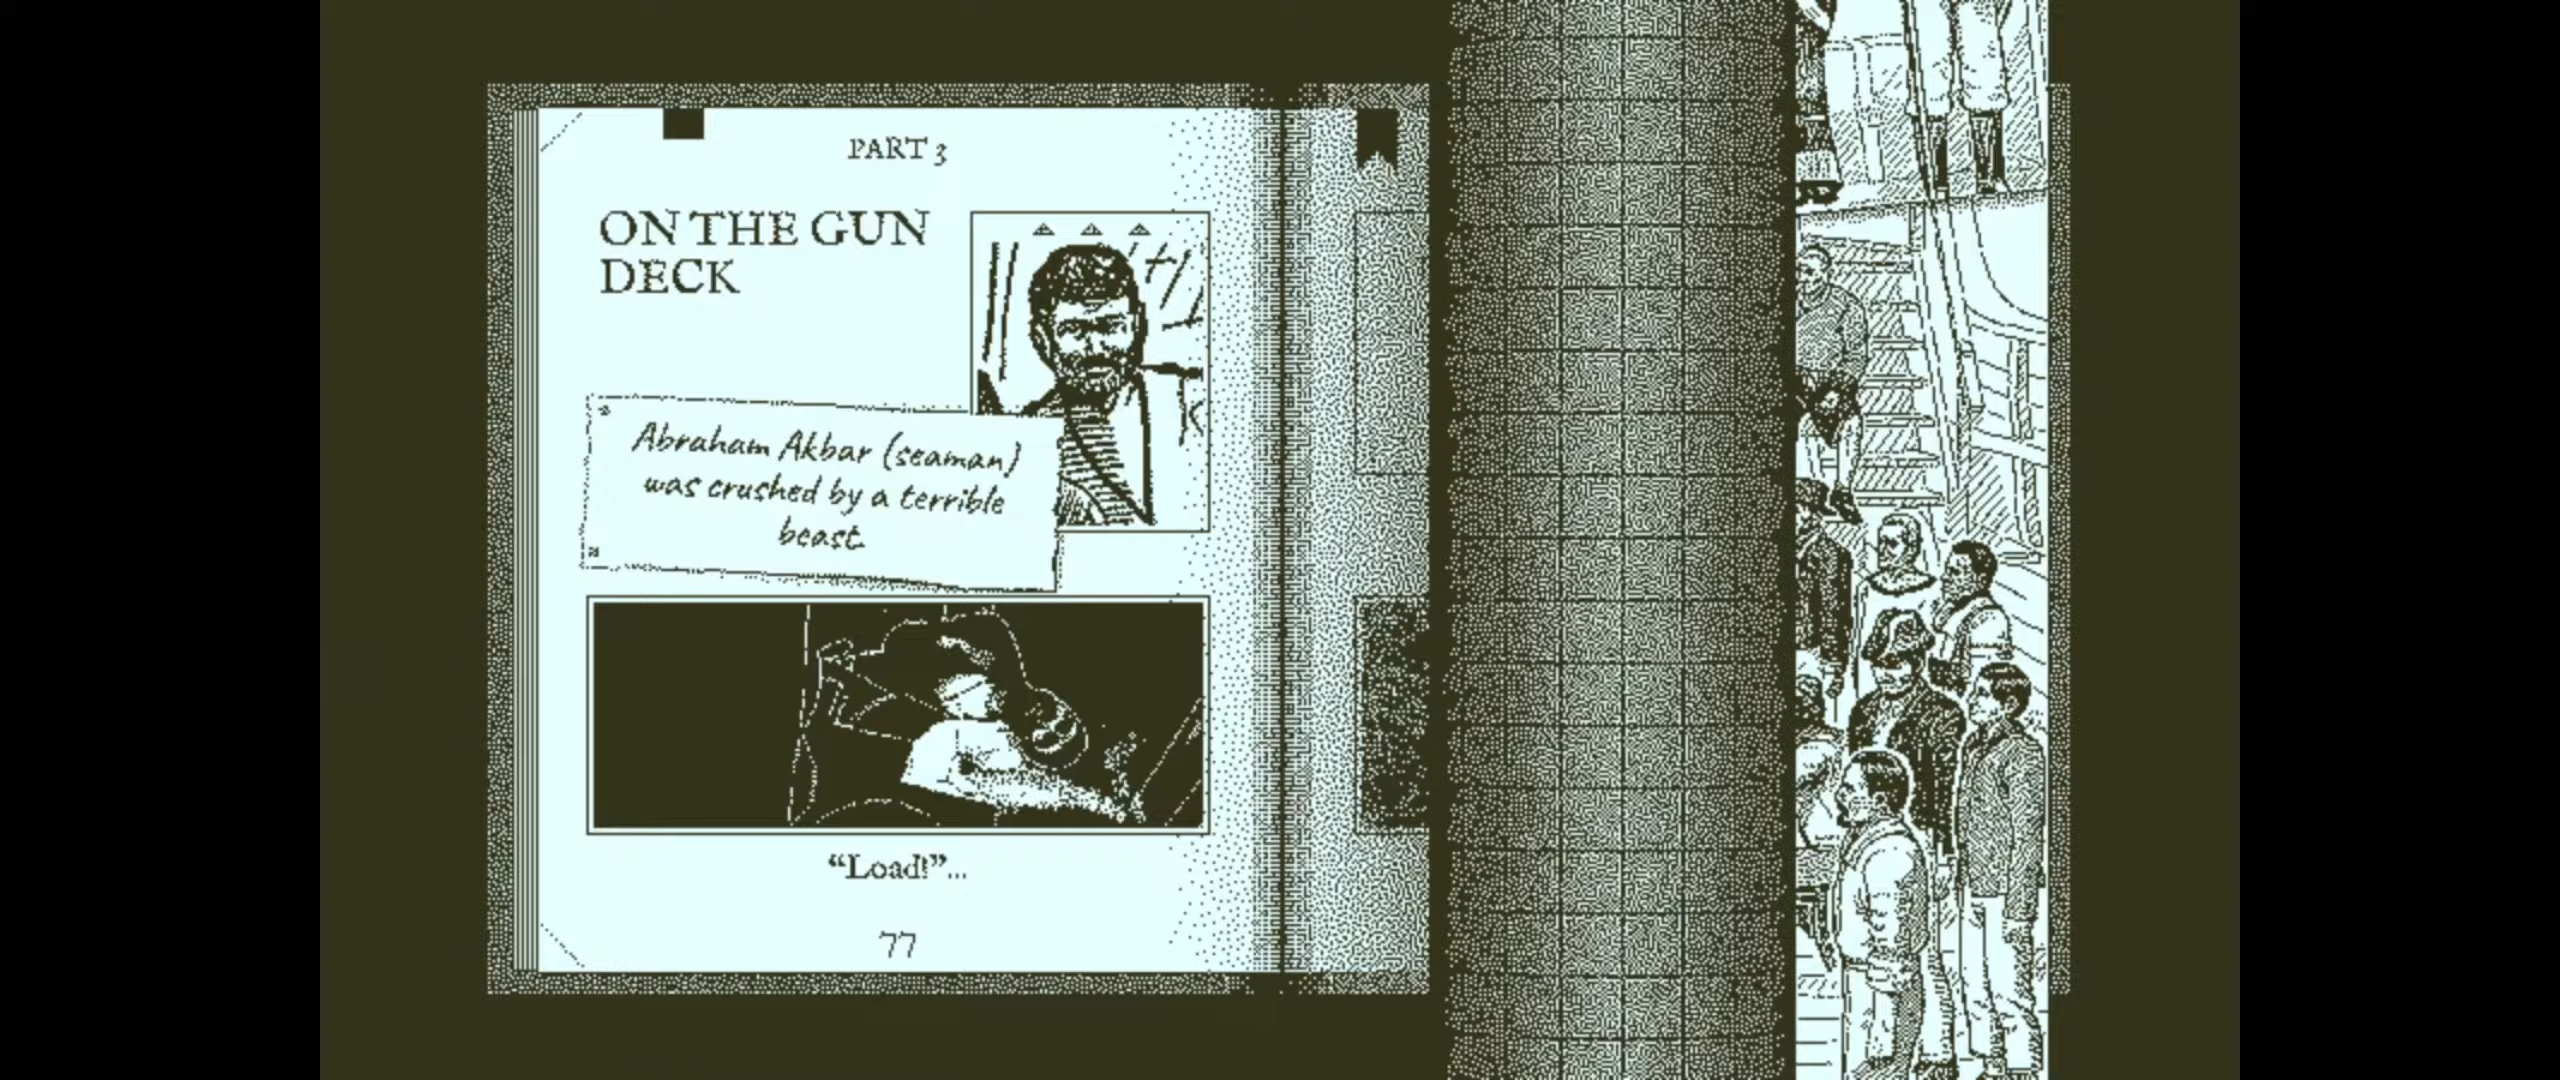 PART 3
ON THE GUN
DECK
Abraham Akbar (seaman)
was crushed by a terrible
beast.
“Load!”...
77